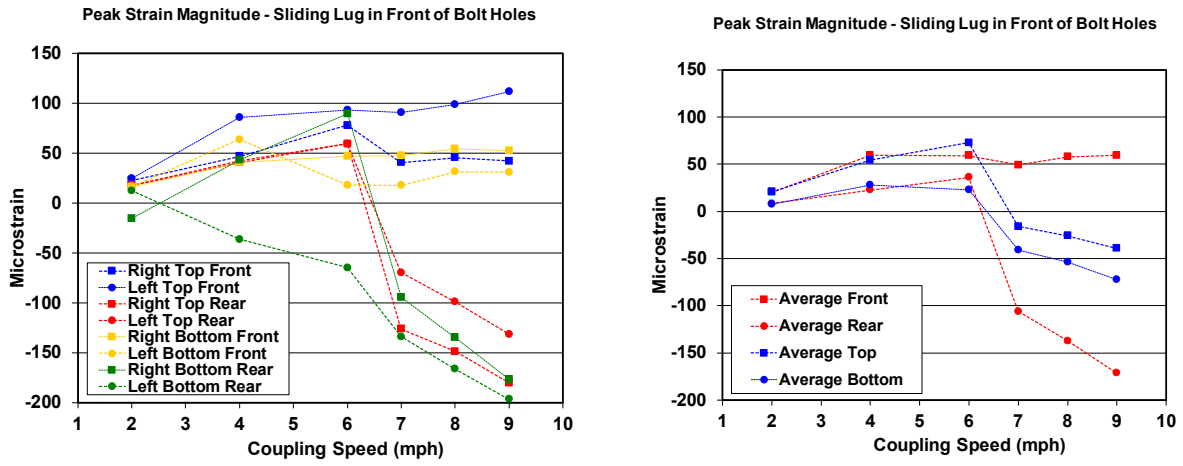 Peak Strain Magnitude - Sliding Lug in Front of Bolt Holes
150
100
50
0
-50
-100
-150
-200
Microstrain
Right Top Front
Left Top Front
Right Top Rear
Left Top Rear
Right Bottom Front
Left Bottom Front
Right Bottom Rear
Left Bottom Rear
1 2 3 4 5 6 7 8 9 10
Coupling Speed (mph)
Peak Strain Magnitude - Sliding Lug in Front of Bolt Holes
150
100
50
0
-50
-100
-150
-200
Microstrain
Average Front
Average Rear
Average Top
Average Bottom
1 2 3 4 5 6 7 8 9 10
Coupling Speed (mph)